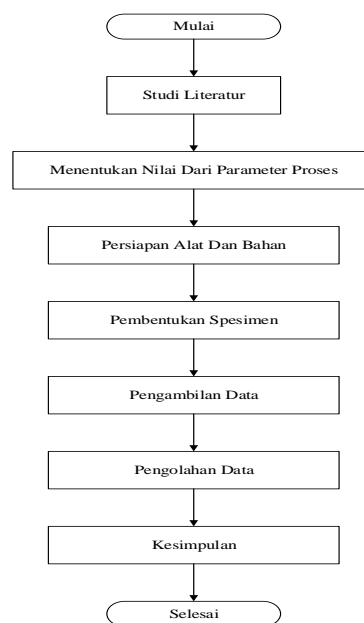 Mulai
Studi Literatur
Menentukan Nilai Dari Parameter Proses
Persiapan Alat Dan Bahan
Pembentukan Spesimen
Pengambilan Data
Pengolahan Data
Kesimpulan
Selesai